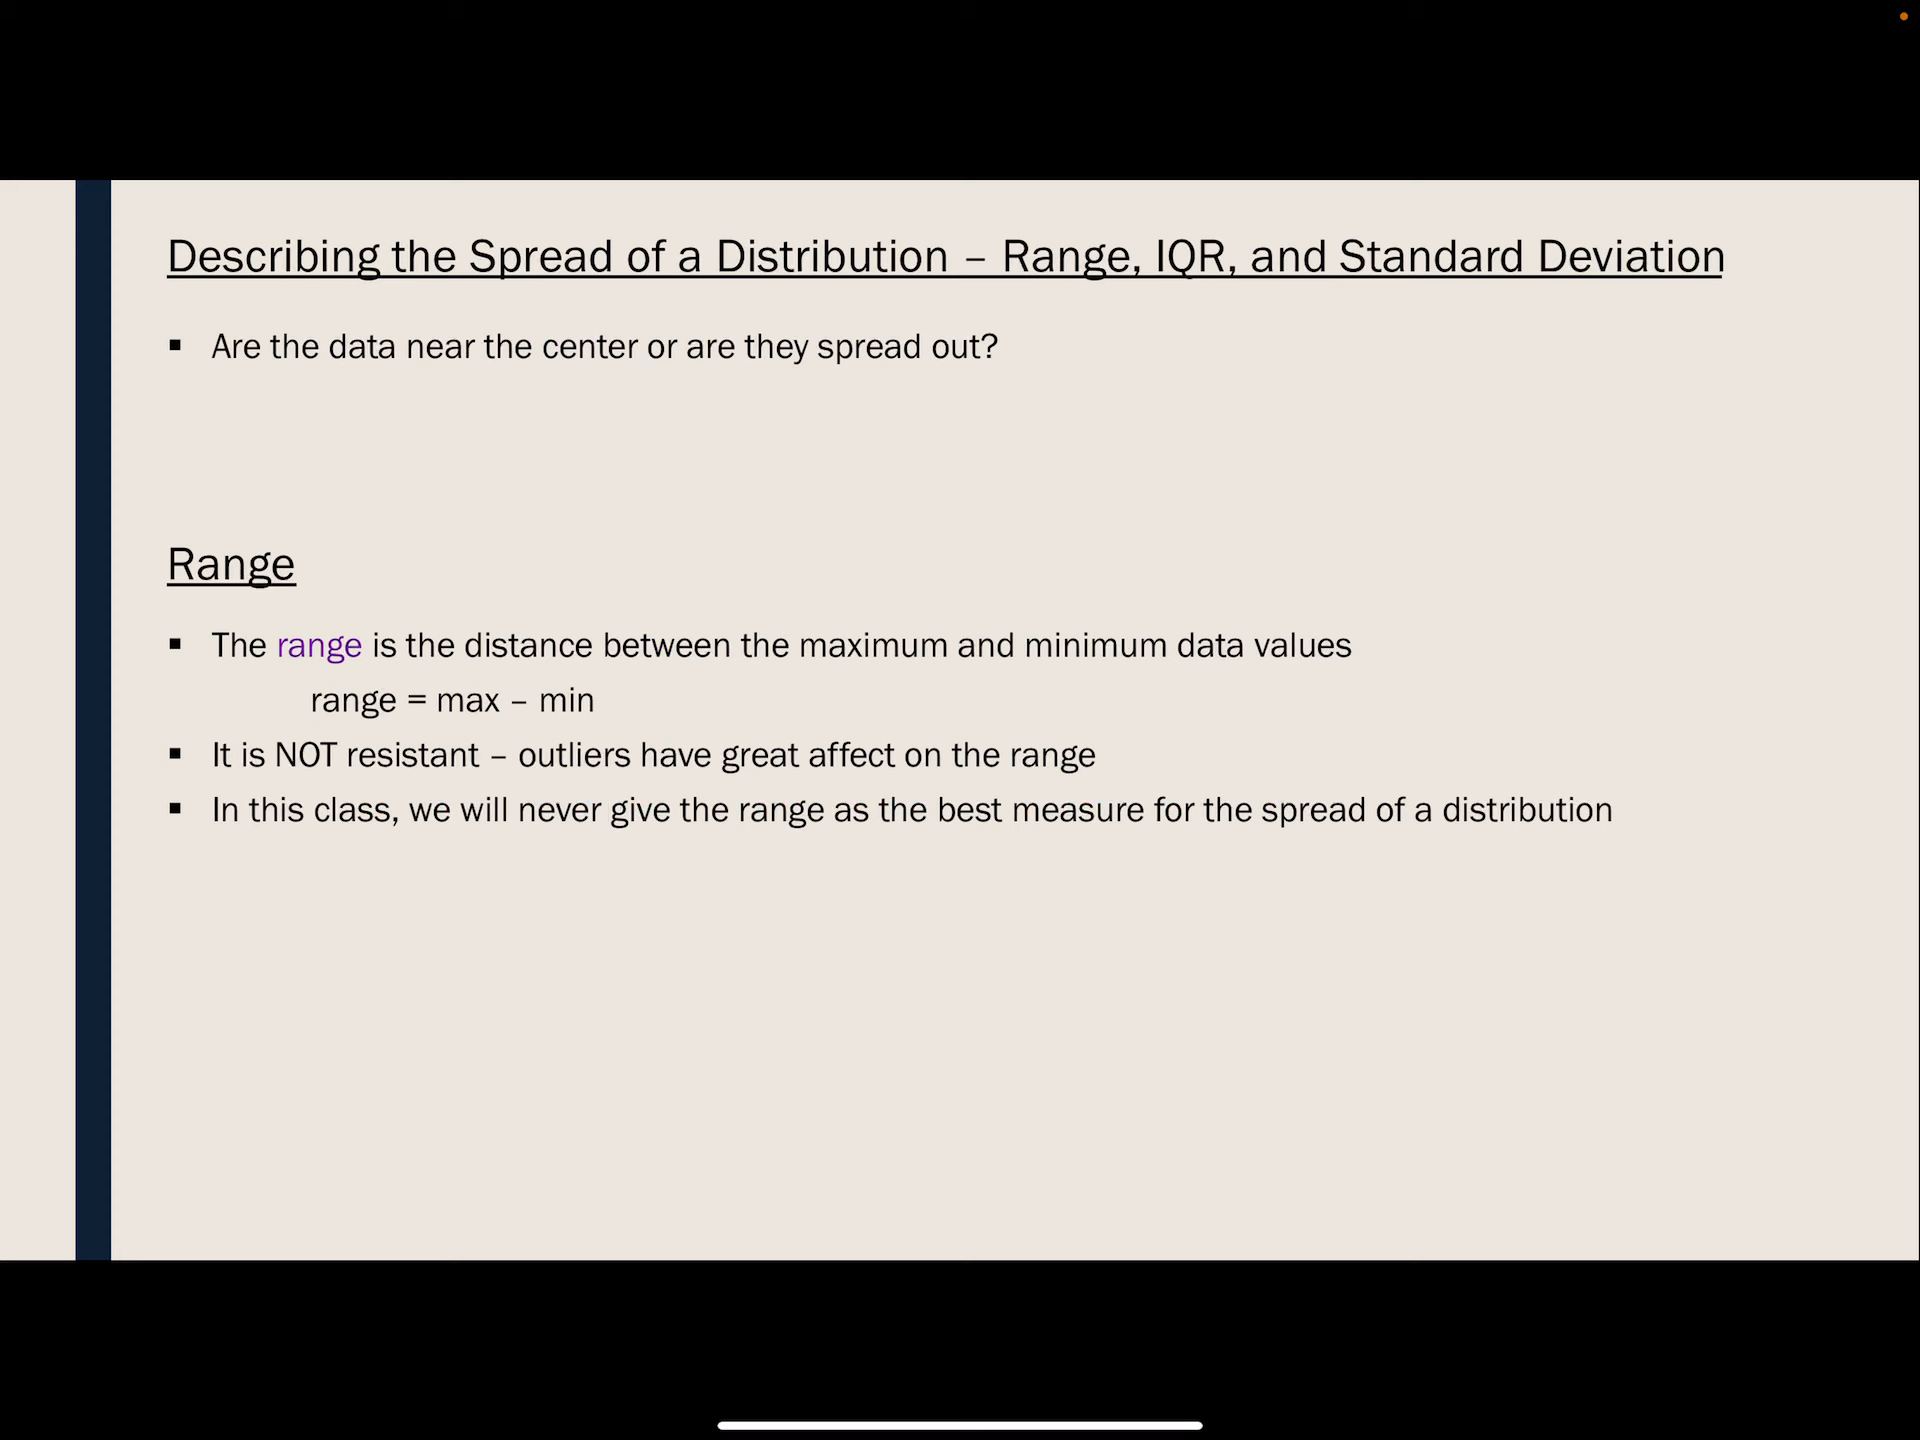 Describing the Spread of a Distribution – Range, IQR, and Standard Deviation
▪ Are the data near the center or are they spread out?
Range
▪ The range is the distance between the maximum and minimum data values
range = max – min
▪ It is NOT resistant – outliers have great affect on the range
▪ In this class, we will never give the range as the best measure for the spread of a distribution